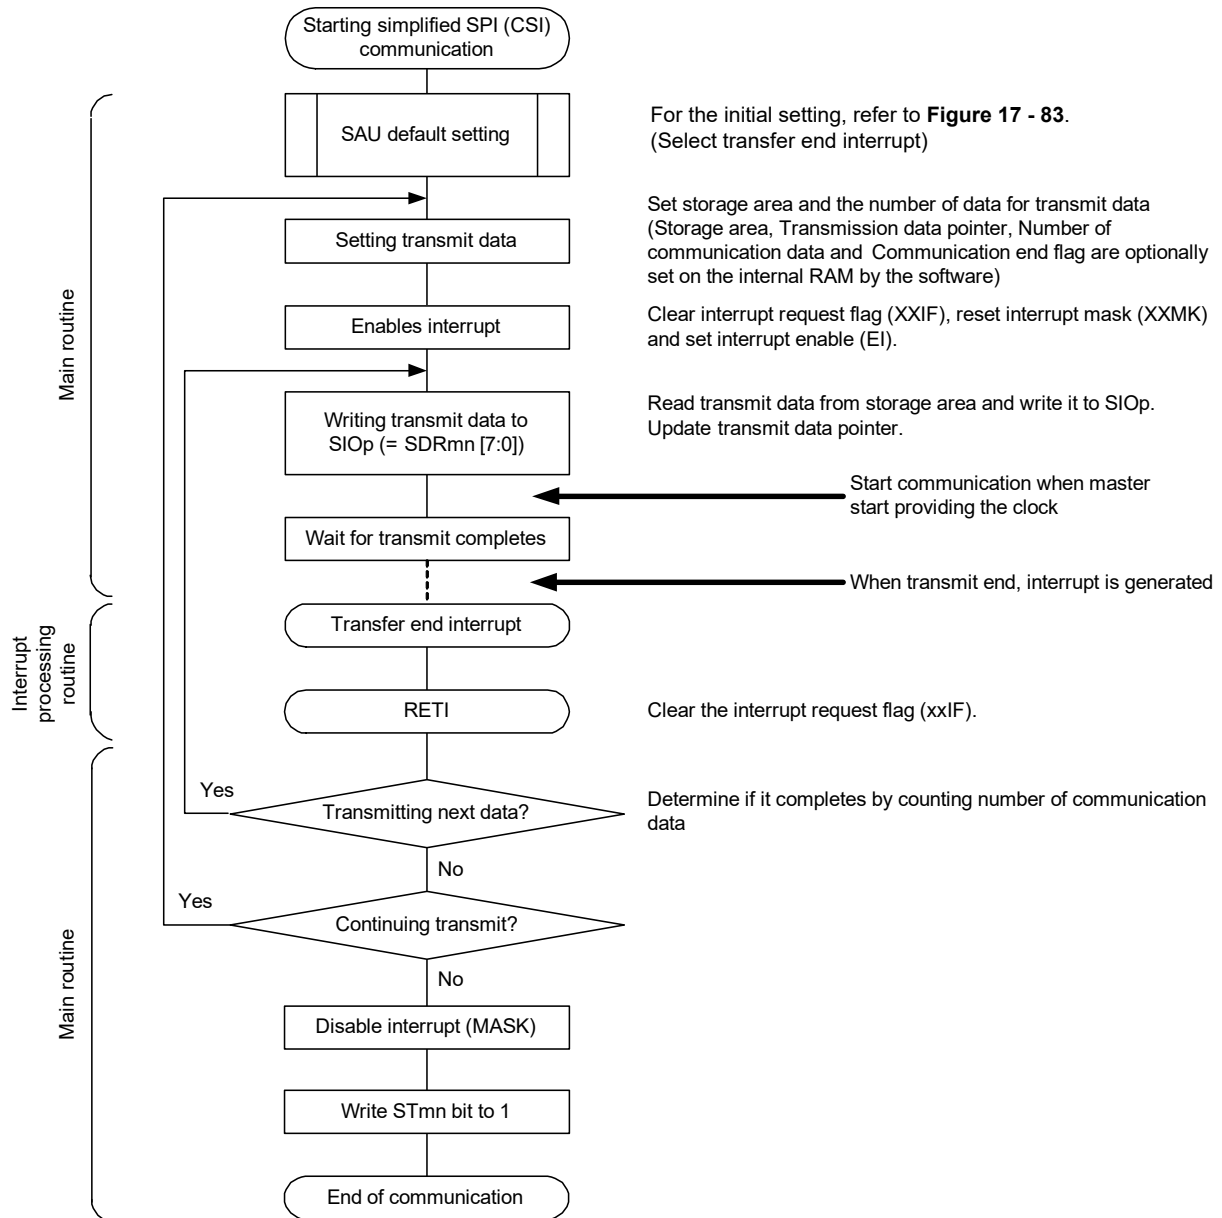 Starting simplified SPI (CSI)
communication
SAU default setting
For the initial setting, refer to Figure 17 - 83.
(Select transfer end interrupt)
Setting transmit data
Set storage area and the number of data for transmit data
(Storage area, Transmission data pointer, Number of
communication data and Communication end flag are optionally
set on the internal RAM by the software)
Enables interrupt
Clear interrupt request flag (XXIF), reset interrupt mask (XXMK)
and set interrupt enable (EI).
Main routine
Writing transmit data to
SIOp (= SDRmn [7:0])
Read transmit data from storage area and write it to SIOp.
Update transmit data pointer.
Start communication when master
start providing the clock
Wait for transmit completes
When transmit end, interrupt is generated
Transfer end interrupt
Interrupt
processing
routine
RETI
Clear the interrupt request flag (xxIF).
Yes
Transmitting next data?
Determine if it completes by counting number of communication
data
No
Yes
Continuing transmit?
No
Main routine
Disable interrupt (MASK)
Write STmn bit to 1
End of communication